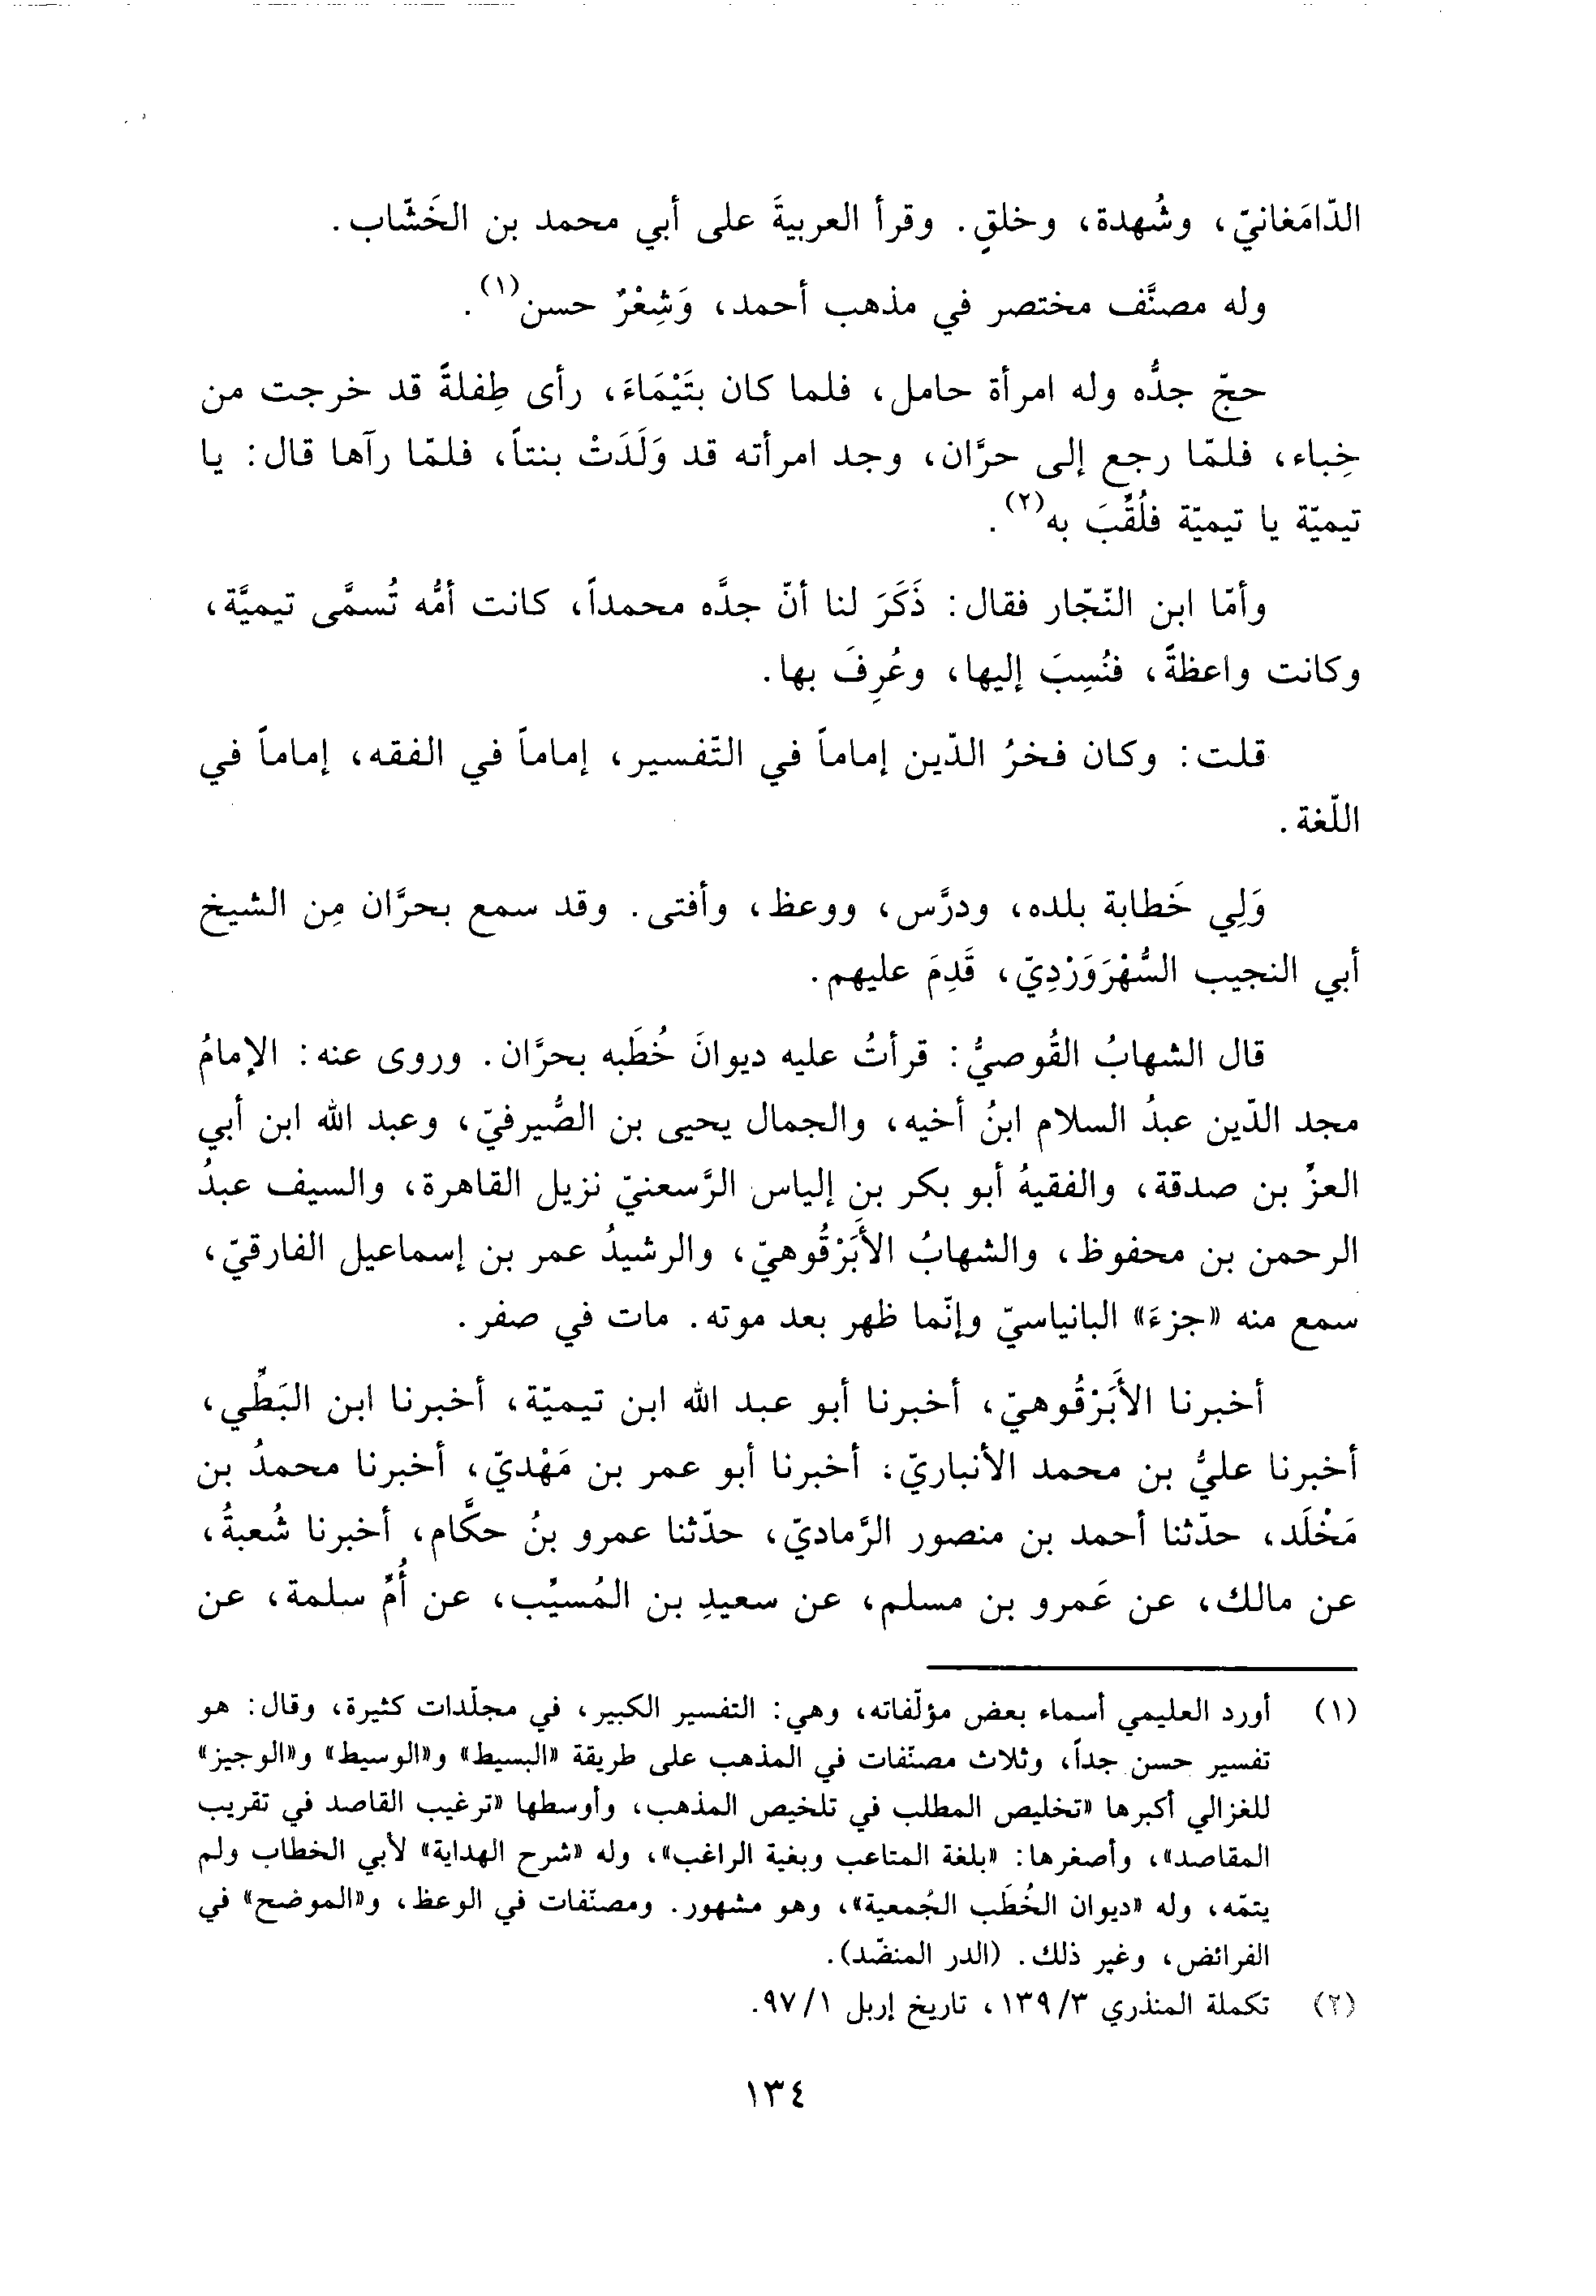 الدّامَغانيّ، وشُهدة، وخلقٍ. وقرأ العربيةَ على أبي محمد بن الخَشّاب.
وله مصنَّف مختصر في مذهب أحمد، وَشِعْرٌ حسن(١).
حجّ جدُّه وله امرأة حامل، فلما كان بتَيْمَاءَ، رأى طِفلةً قد خرجت من
خِباء، فلمّا رجع إلى حرَّان، وجد امرأته قد وَلَدَتْ بنتاً، فلمّا رآها قال: يا
تيميّة يا تيميّة فلُقِّبَ به(٢).
وأمّا ابن النّجّار فقال: ذَكَرَ لنا أنّ جدَّه محمداً، كانت أمُّه تُسمَّى تيميَّة،
وكانت واعظةً، فنُسِبَ إليها، وعُرِفَ بها.
قلت: وكان فخرُ الدّين إماماً في التّفسير، إماماً في الفقه، إماماً في
اللّغة.
وَلِي خَطابة بلده، ودرَّس، ووعظ، وأفتى. وقد سمع بحرَّان مِن الشيخ
أبي النجيب السُّهْرَوَرْدِيّ، قَدِمَ عليهم.
قال الشهابُ القُوصيُّ: قرأتُ عليه ديوانَ خُطَبه بحرَّان. وروى عنه: الإمامُ
مجد الدّين عبدُ السلام ابنُ أخيه، والجمال يحيى بن الصُّيرفيّ، وعبد الله ابن أبي
العزِّ بن صدقة، والفقيهُ أبو بكر بن إلياس الرَّسعنيّ نزيل القاهرة، والسيف عبدُ
الرحمن بن محفوظ، والشهابُ الأَبَرْقُوهيّ، والرشيدُ عمر بن إسماعيل الفارقيّ،
سمع منه «جزءَ» البانياسيّ وإنّما ظهر بعد موته. مات في صفر.
أخبرنا الأَبَرْقُوهيّ، أخبرنا أبو عبد الله ابن تيميّة، أخبرنا ابن البَطِّي،
أخبرنا عليُّ بن محمد الأنباريّ، أخبرنا أبو عمر بن مَهْديّ، أخبرنا محمدُ بن
مَخْلَد، حدّثنا أحمد بن منصور الرَّماديّ، حدّثنا عمرو بنُ حكَّام، أخبرنا شُعبةُ،
عن مالك، عن عَمرو بن مسلم، عن سعيدِ بن المُسيِّب، عن أُمِّ سلمة، عن
(١) أورد العليمي أسماء بعض مؤلّفاته، وهي: التفسير الكبير، في مجلّدات كثيرة، وقال: هو
تفسير حسن جداً، وثلاث مصنّفات في المذهب على طريقة «البسيط» و«الوسيط» و«الوجيز»
للغزالي أكبرها «تخليص المطلب في تلخيص المذهب، وأوسطها «ترغيب القاصد في تقريب
المقاصد»، وأصغرها: «بلغة المتاعب وبغية الراغب»، وله «شرح الهداية» لأبي الخطاب ولم
يتمّه، وله «ديوان الخُطَب الجُمعية»، وهو مشهور. ومصنّفات في الوعظ، و«الموضح» في
الفرائض، وغير ذلك. (الدر المنضّد).
(٢) تكملة المنذري ٣/ ١٣٩، تاريخ إربل ١/ ٩٧.
١٣٤